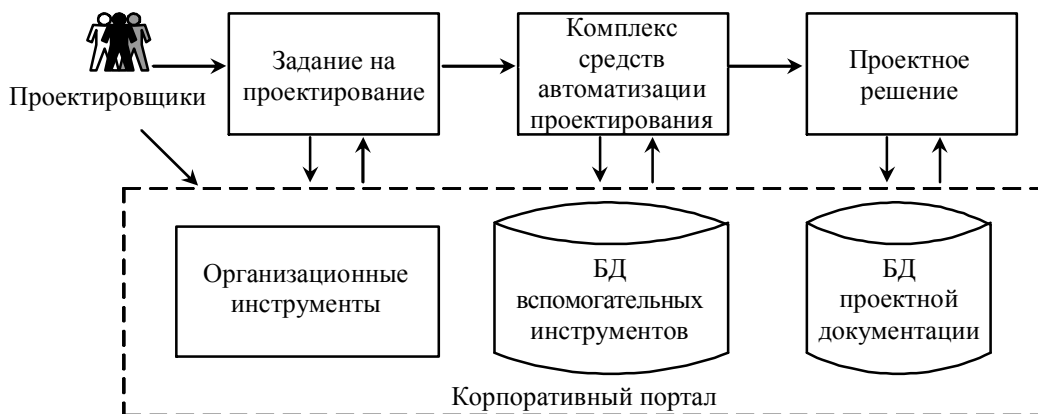 Проектировщики
Задание на
проектирование
Комплекс
средств
автоматизации
проектирования
Проектное
решение
Организационные
инструменты
БД
вспомогательных
инструментов
БД
проектной
документации
Корпоративный портал